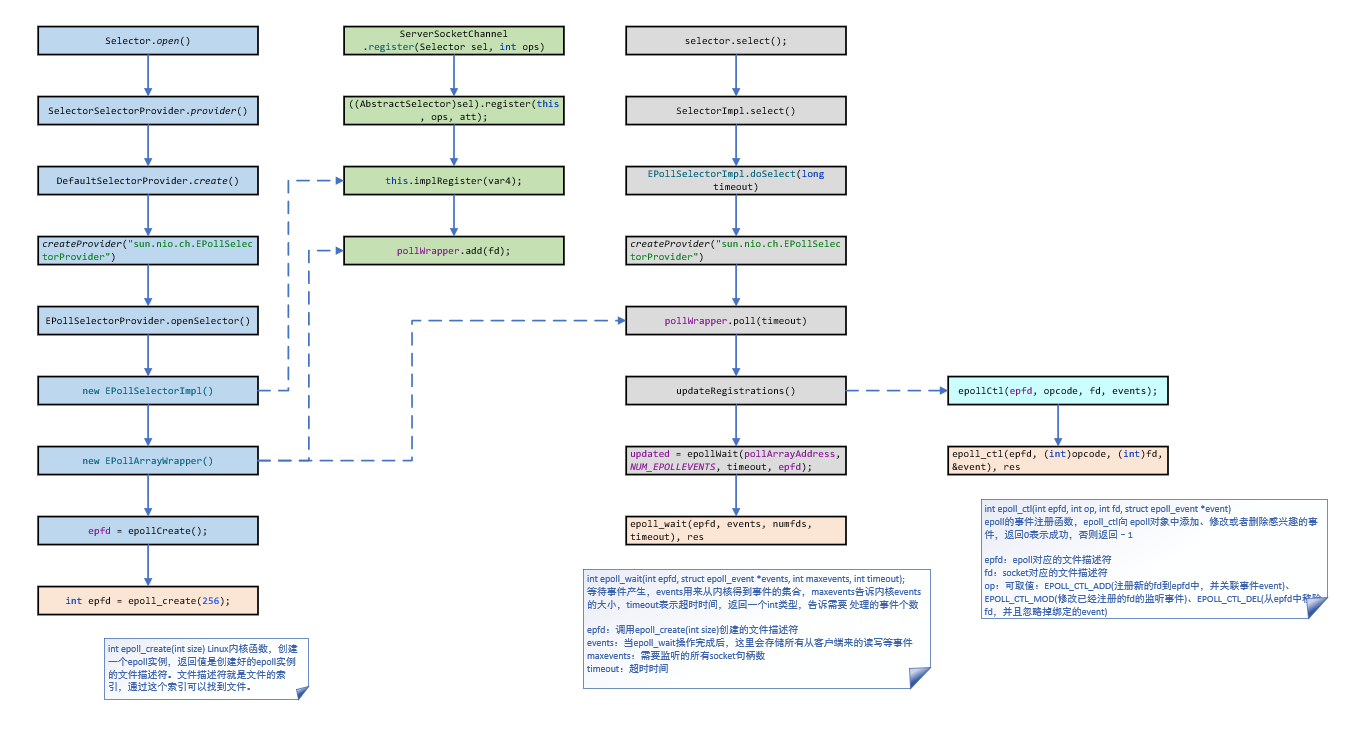 Selector.open()
SelectorSelectorProvider.provider()
DefaultSelectorProvider.create()
createProvider("sun.nio.ch.EPollSelec
torProvider")
EPollSelectorProvider.openSelector()
new EPollSelectorImpl()
new EPollArrayWrapper()
epfd = epollCreate();
int epfd = epoll_create(256);
int epoll_create(int size) Linux内核函数，创建
一个epoll实例，返回值是创建好的epoll实例
的文件描述符。文件描述符就是文件的索
引，通过这个索引可以找到文件。
ServerSocketChannel
.register(Selector sel, int ops)
((AbstractSelector)sel).register(this
, ops, att);
this.implRegister(var4);
pollWrapper.add(fd);
selector.select();
SelectorImpl.select()
EPollSelectorImpl.doSelect(long
timeout)
createProvider("sun.nio.ch.EPollSelec
torProvider")
pollWrapper.poll(timeout)
updateRegistrations()
updated = epollWait(pollArrayAddress,
NUM_EPOLLEVENTS, timeout, epfd);
epoll_wait(epfd, events, numfds,
timeout), res
int epoll_wait(int epfd, struct epoll_event *events, int maxevents, int timeout);
等待事件产生，events用来从内核得到事件的集合，maxevents告诉内核events
的大小，timeout表示超时时间，返回一个int类型，告诉需要 处理的事件个数
epfd：调用epoll_create(int size)创建的文件描述符
events：当epoll_wait操作完成后，这里会存储所有从客户端来的读写等事件
maxevents：需要监听的所有socket句柄数
timeout：超时时间
epollCtl(epfd, opcode, fd, events);
epoll_ctl(epfd, (int)opcode, (int)fd,
&event), res
int epoll_ctl(int epfd, int op, int fd, struct epoll_event *event)
epoll的事件注册函数，epoll_ctl向 epoll对象中添加、修改或者删除感兴趣的事
件，返回0表示成功，否则返回－1
epfd：epoll对应的文件描述符
fd：socket对应的文件描述符
op：可取值：EPOLL_CTL_ADD(注册新的fd到epfd中，并关联事件event)、
EPOLL_CTL_MOD(修改已经注册的fd的监听事件)、EPOLL_CTL_DEL(从epfd中移除
fd，并且忽略掉绑定的event)